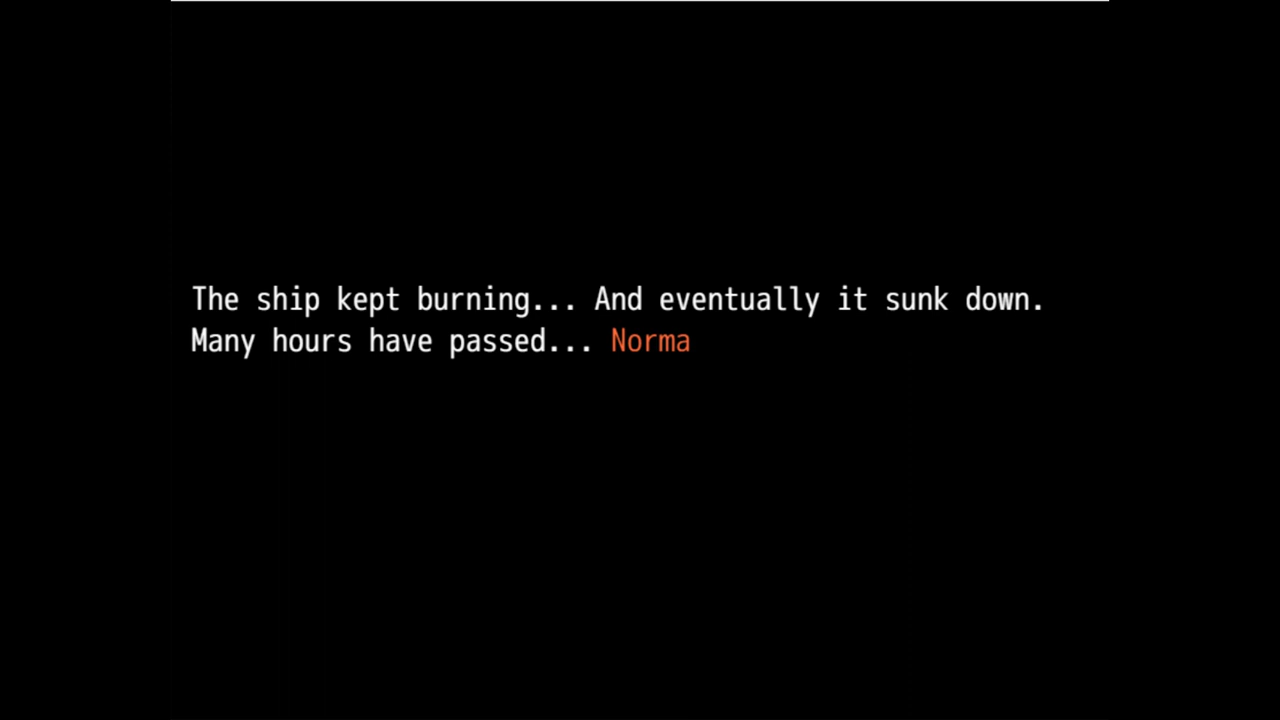 The ship kept burning... And eventually it sunk down.
Many hours have passed... Norma